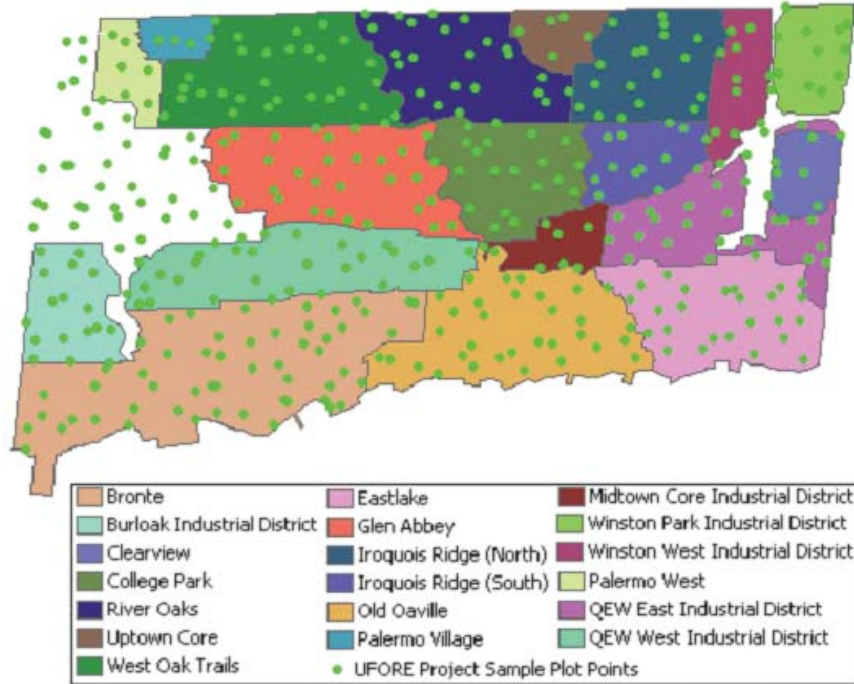 Bronte
Burloak Industrial District
Clearview
College Park
River Oaks
Uptown Core
West Oak Trails
Eastlake
Glen Abbey
Iroquois Ridge (North)
Iroquois Ridge (South)
Old Oaville
Palermo Village
UFORE Project Sample Plot Points
Midtown Core Industrial District
Winston Park Industrial District
Winston West Industrial District
Palermo West
QEW East Industrial District
QEW West Industrial District